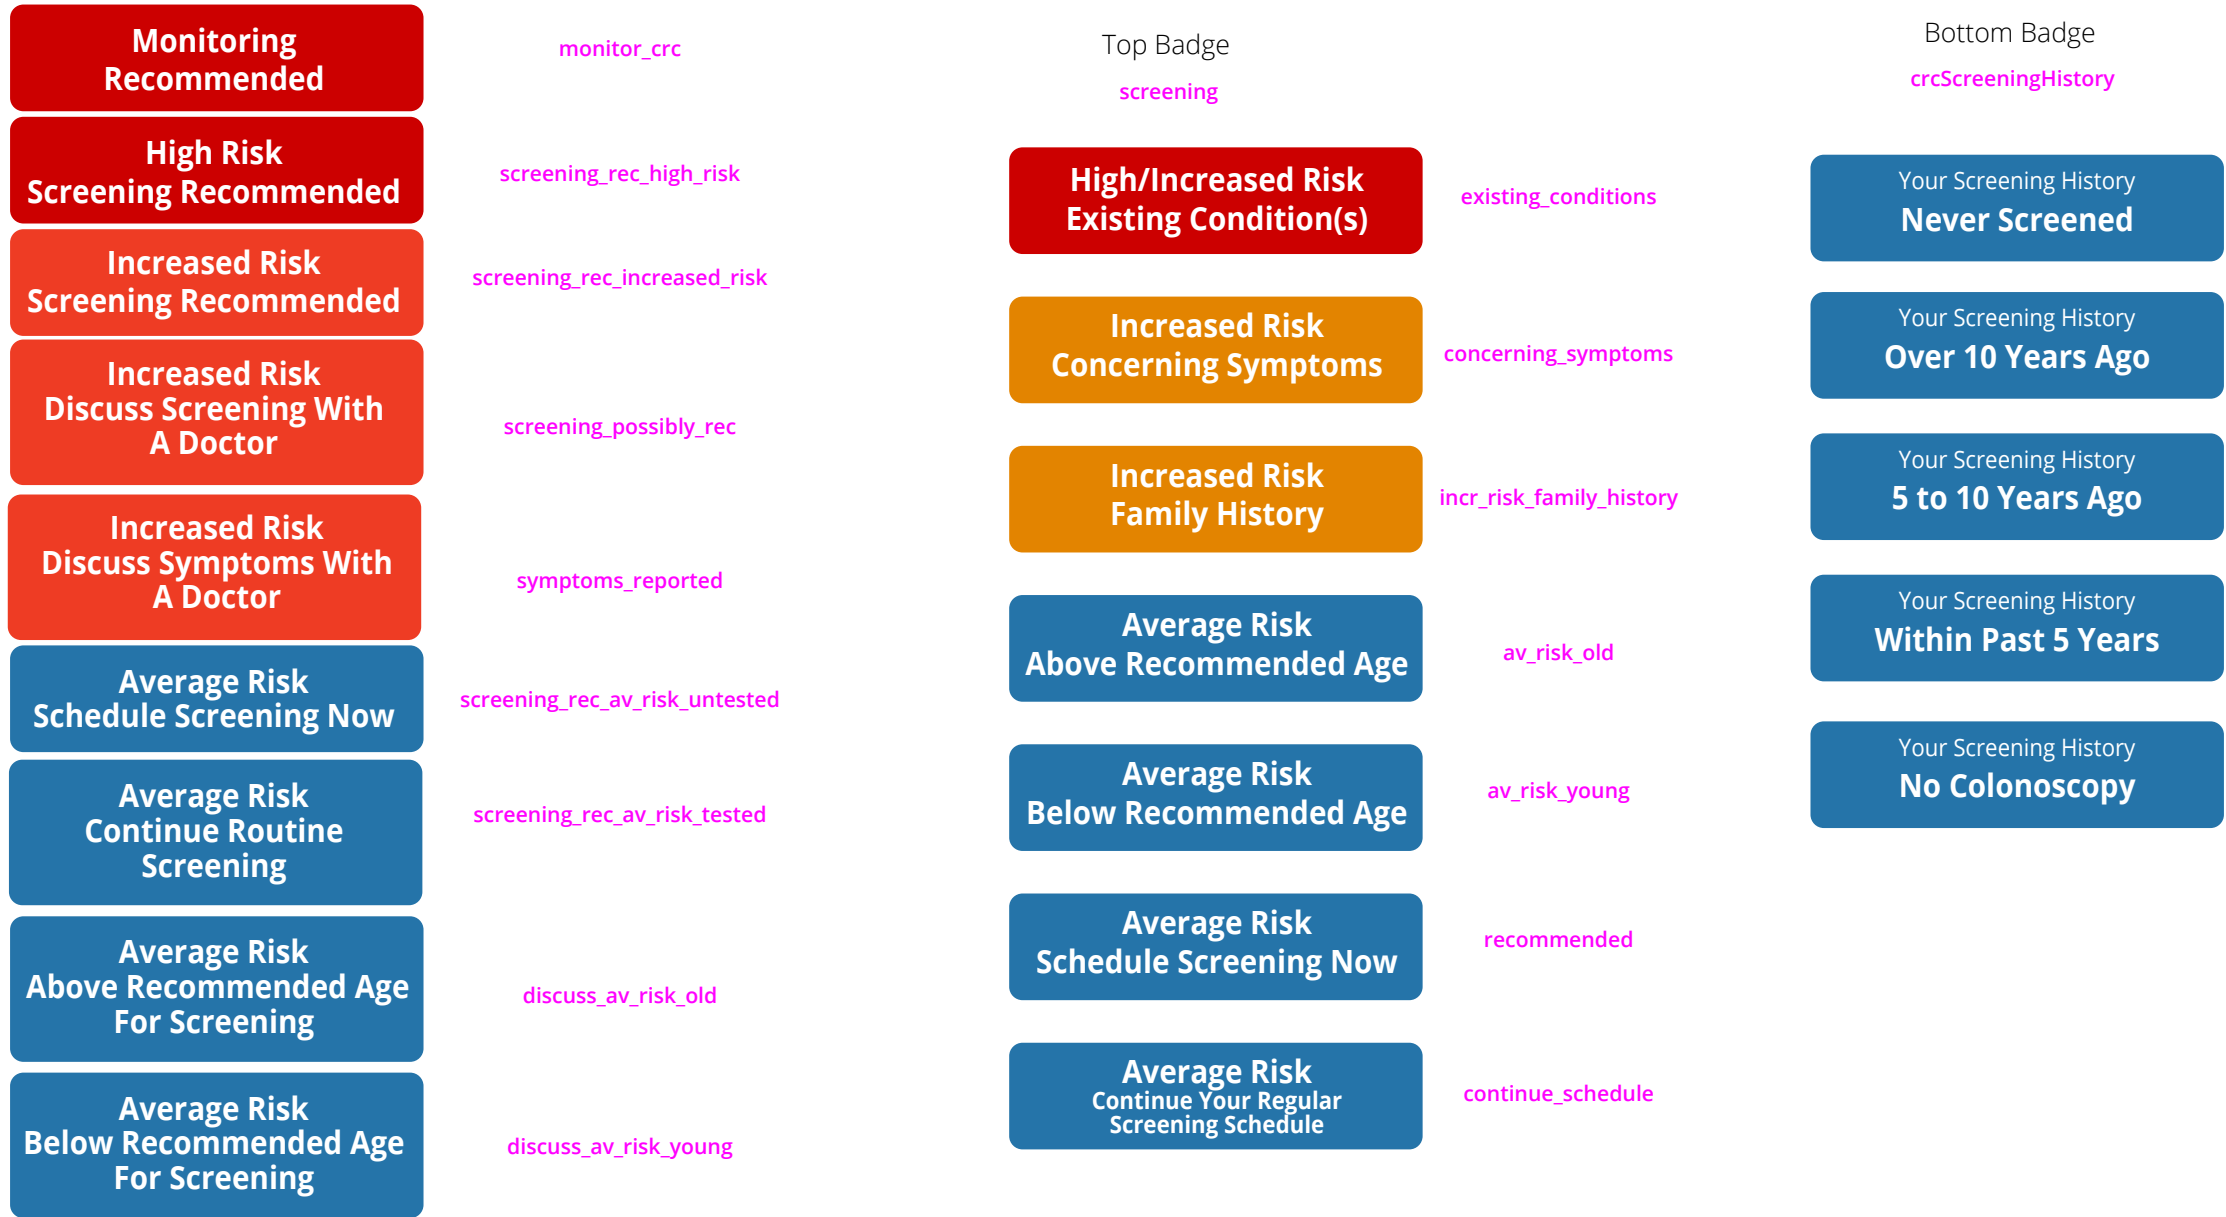 Monitoring
Recommended
monitor_crc
High Risk
Screening Recommended
screening_rec_high_risk
Increased Risk
Screening Recommended
screening_rec_increased_risk
Increased Risk
Discuss Screening With
A Doctor
screening_possibly_rec
Increased Risk
Discuss Symptoms With
A Doctor
symptoms_reported
Average Risk
Schedule Screening Now
screening_rec_av_risk_untested
Average Risk
Continue Routine
Screening
screening_rec_av_risk_tested
Average Risk
Above Recommended Age
For Screening
discuss_av_risk_old
Average Risk
Below Recommended Age
For Screening
discuss_av_risk_young
Top Badge
screening
High/Increased Risk
Existing Condition(s)
existing_conditions
Increased Risk
Concerning Symptoms
concerning_symptoms
Increased Risk
Family History
incr_risk_family_history
Average Risk
Above Recommended Age
av_risk_old
Average Risk
Below Recommended Age
av_risk_young
Average Risk
Schedule Screening Now
recommended
Average Risk
Continue Your Regular
Screening Schedule
continue_schedule
Bottom Badge
crcScreeningHistory
Your Screening History
Never Screened
Your Screening History
Over 10 Years Ago
Your Screening History
5 to 10 Years Ago
Your Screening History
Within Past 5 Years
Your Screening History
No Colonoscopy